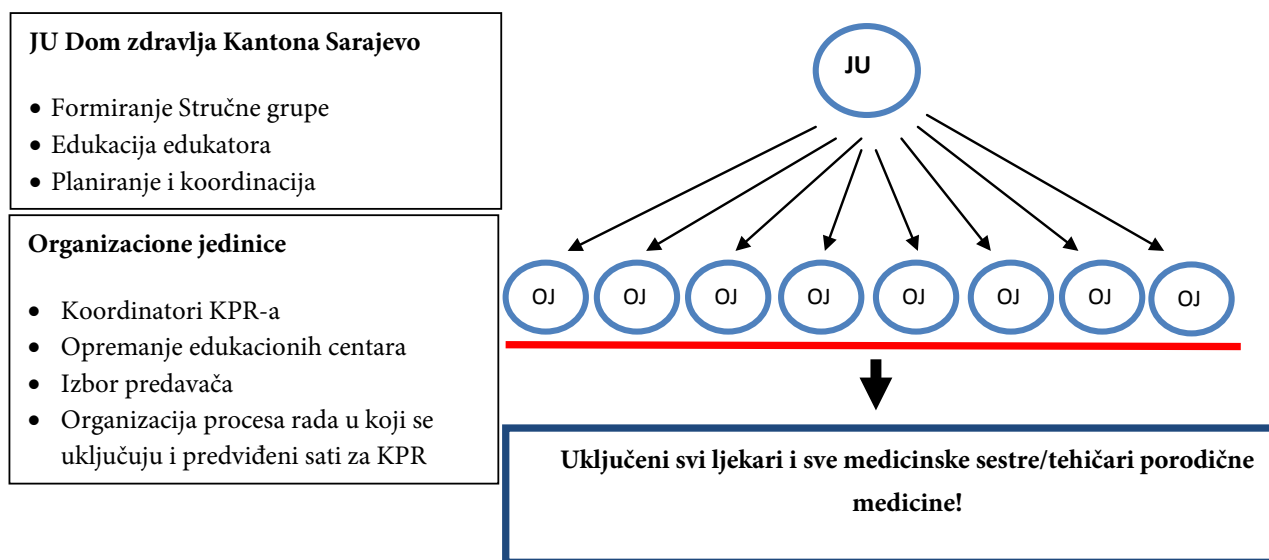 JU Dom zdravlja Kantona Sarajevo
• Formiranje Stručne grupe
• Edukacija edukatora
• Planiranje i koordinacija
Organizacione jedinice
• Koordinatori KPR-a
• Opremanje edukacionih centara
• Izbor predavača
• Organizacija procesa rada u koji se
uključuju i predviđeni sati za KPR
JU
OJ OJ OJ OJ OJ OJ OJ OJ
Uključeni svi ljekari i sve medicinske sestre/tehičari porodične
medicine!